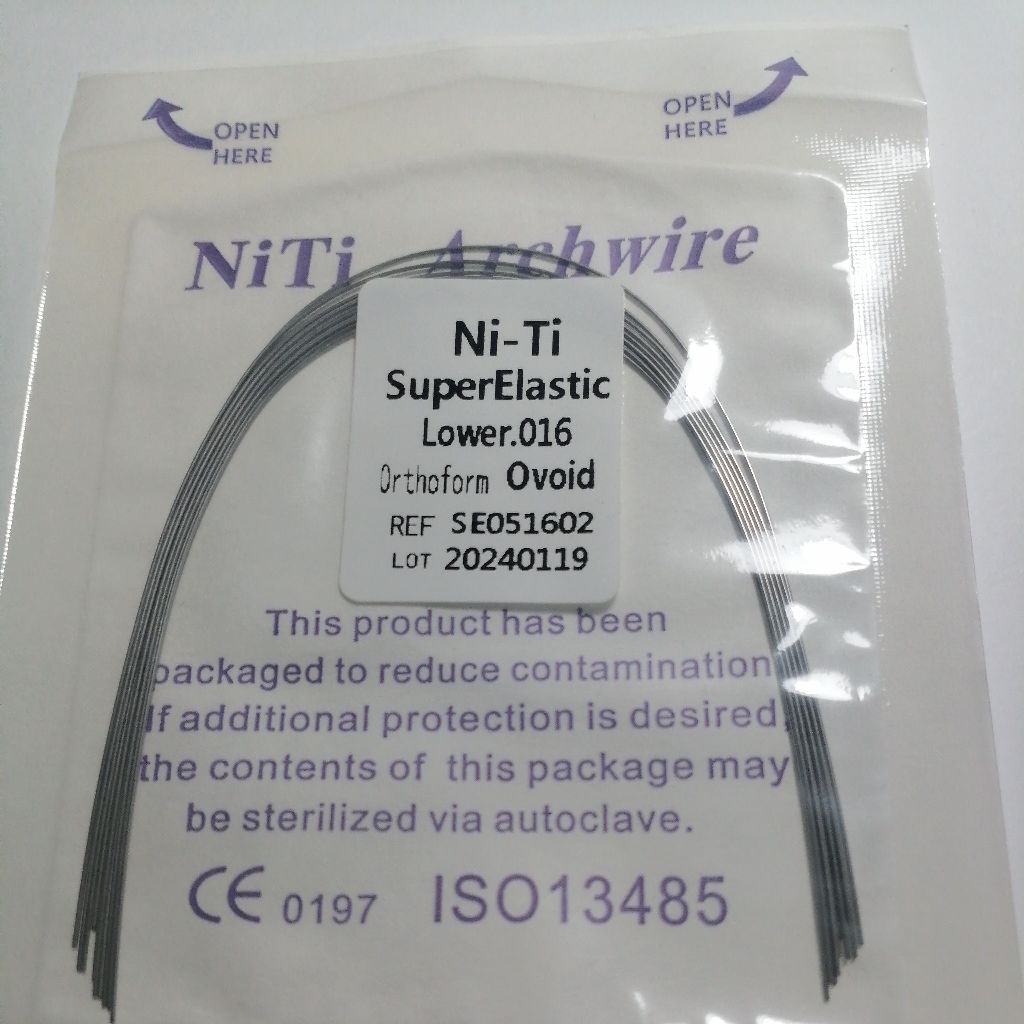 OPEN
HERE
OPEN
HERE
NiTi Archwire
Ni-Ti
SuperElastic
Lower.016
Orthoform Ovoid
REF SE051602
LOT 20240119
This product has been
packaged to reduce contamination
If additional protection is desired,
the contents of this package may
be sterilized via autoclave.
CE 0197 ISO13485